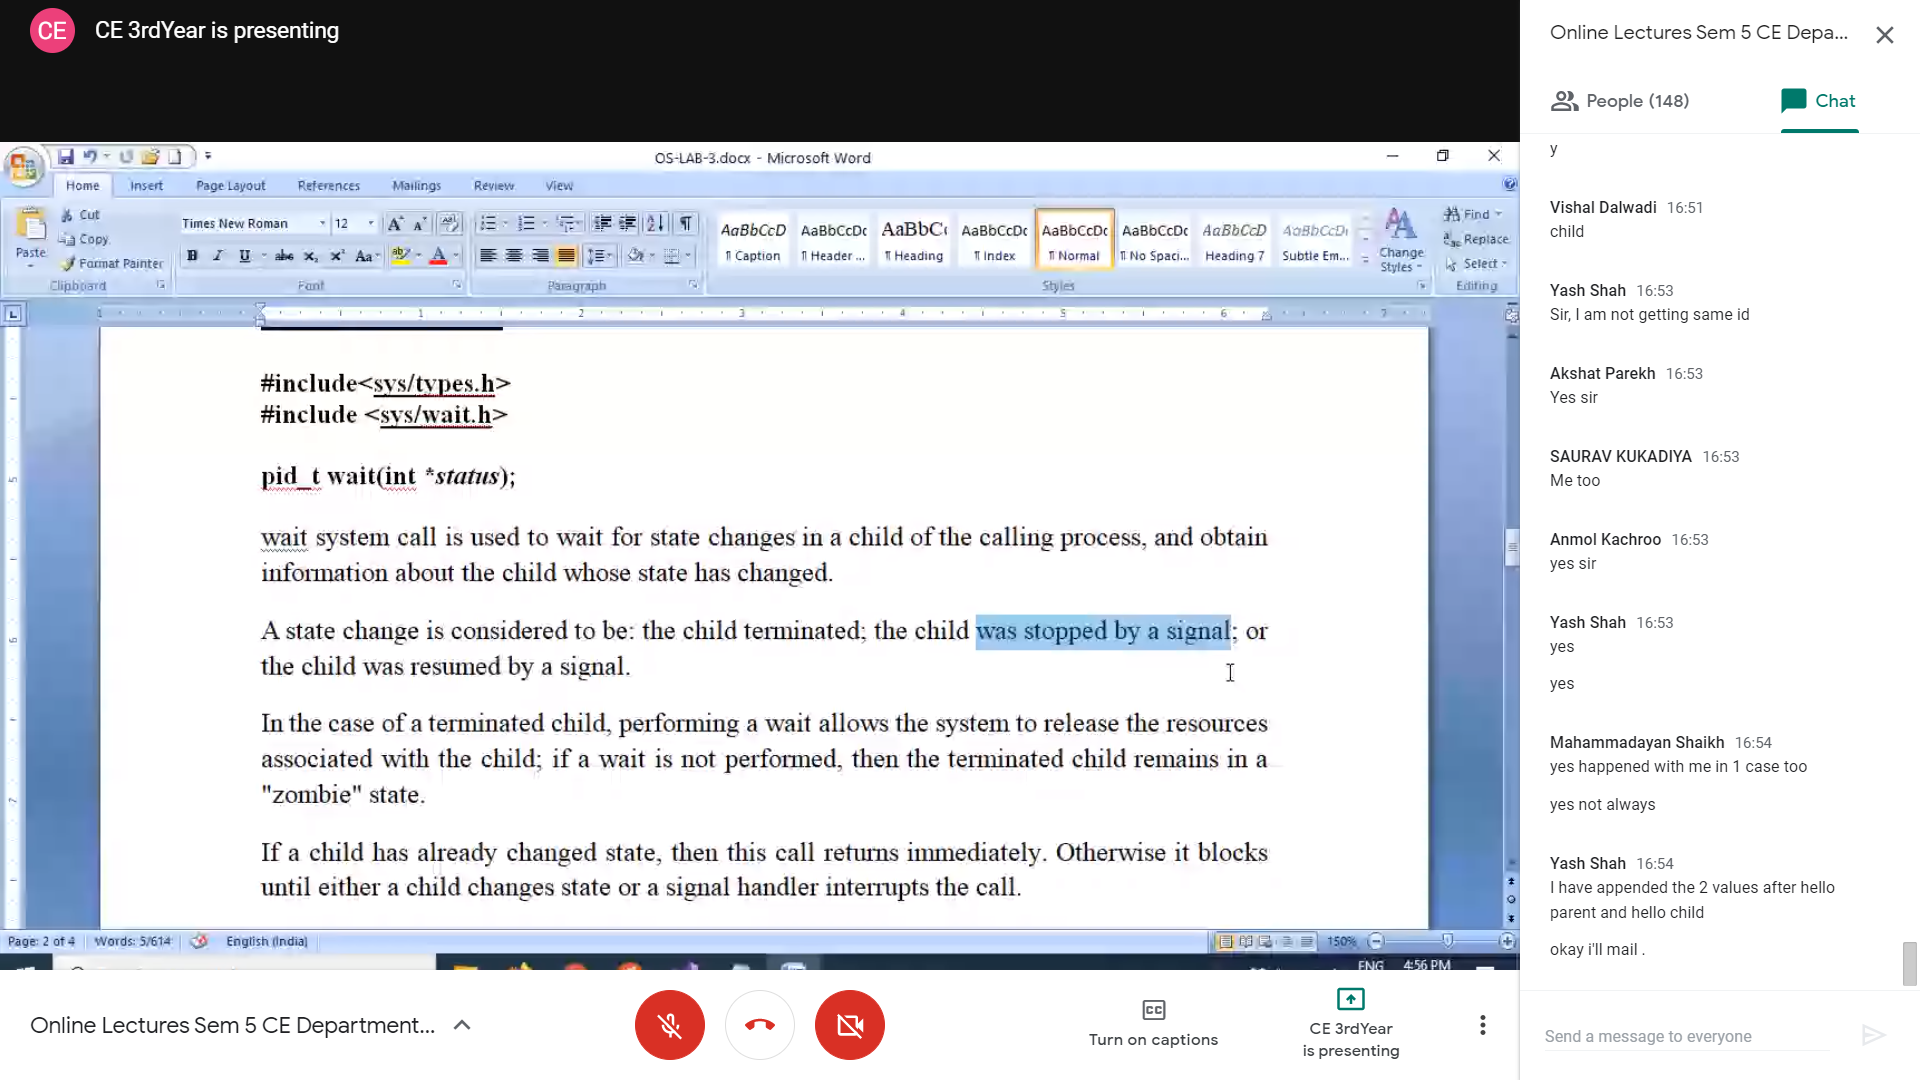 CE
CE 3rdYear is presenting
OS-LAB-3.docx - Microsoft Word
Home Insert Page Layout References Mailings Review View
Paste
Cut
Copy
Format Painter
Clipboard
Times New Roman 12
Font
Paragraph
AaBbCcD AaBbCcDc AaBbC( AaBbCcDc AaBbCcDc AaBbCcDc AaBbCcD AaBbCcDi
¶ Caption ¶ Header ... ¶ Heading ¶ Index ¶ Normal ¶ No Spaci... Heading 7 Subtle Em...
Styles
Change
Styles
Find
Replace
Select
Editing
#include<sys/types.h>
#include <sys/wait.h>
pid_t wait(int *status);
wait system call is used to wait for state changes in a child of the calling process, and obtain
information about the child whose state has changed.
A state change is considered to be: the child terminated; the child was stopped by a signal; or
the child was resumed by a signal.
In the case of a terminated child, performing a wait allows the system to release the resources
associated with the child; if a wait is not performed, then the terminated child remains in a
"zombie" state.
If a child has already changed state, then this call returns immediately. Otherwise it blocks
until either a child changes state or a signal handler interrupts the call.
Page: 2 of 4 Words: 5/614 English (India) 150%
ENG 4:56 PM
Online Lectures Sem 5 CE Department...
Turn on captions
CE 3rdYear
is presenting
Online Lectures Sem 5 CE Depa...
People (148) Chat
y
Vishal Dalwadi 16:51
child
Yash Shah 16:53
Sir, I am not getting same id
Akshat Parekh 16:53
Yes sir
SAURAV KUKADIYA 16:53
Me too
Anmol Kachroo 16:53
yes sir
Yash Shah 16:53
yes
yes
Mahammadayan Shaikh 16:54
yes happened with me in 1 case too
yes not always
Yash Shah 16:54
I have appended the 2 values after hello
parent and hello child
okay i'll mail .
Send a message to everyone